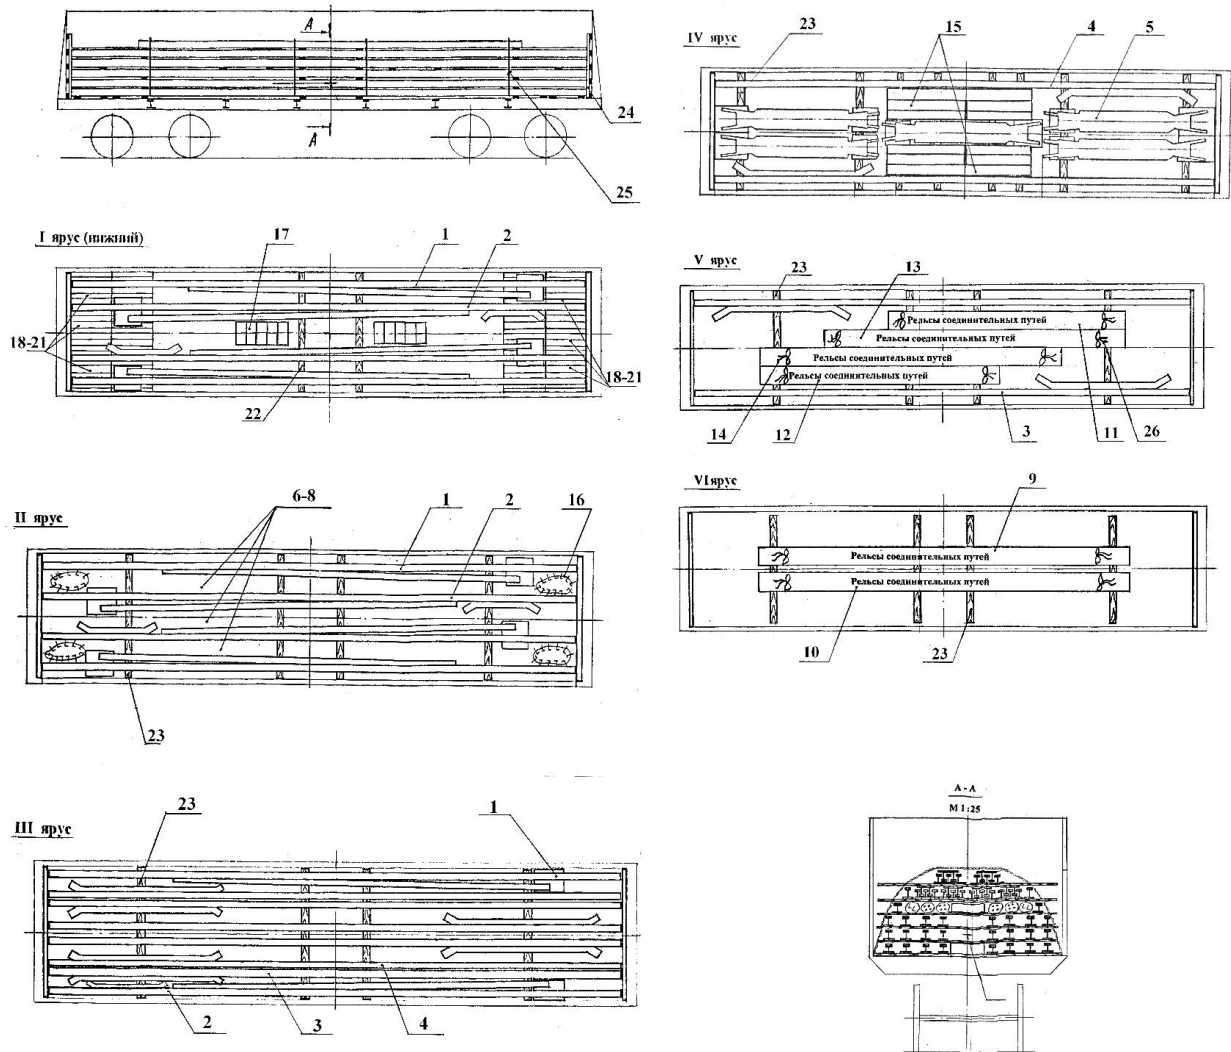 A
A
24
25
I ярус (нижний)
17
1
2
18-21
18-21
22
II ярус
6-8
1
2
16
23
III ярус
23
1
2
3
4
IV ярус
23
15
4
5
V ярус
23
13
Рельсы соединительных путей
Рельсы соединительных путей
Рельсы соединительных путей
Рельсы соединительных путей
14
12
3
11
26
VI ярус
9
Рельсы соединительных путей
Рельсы соединительных путей
10
23
А - А
М 1 : 25